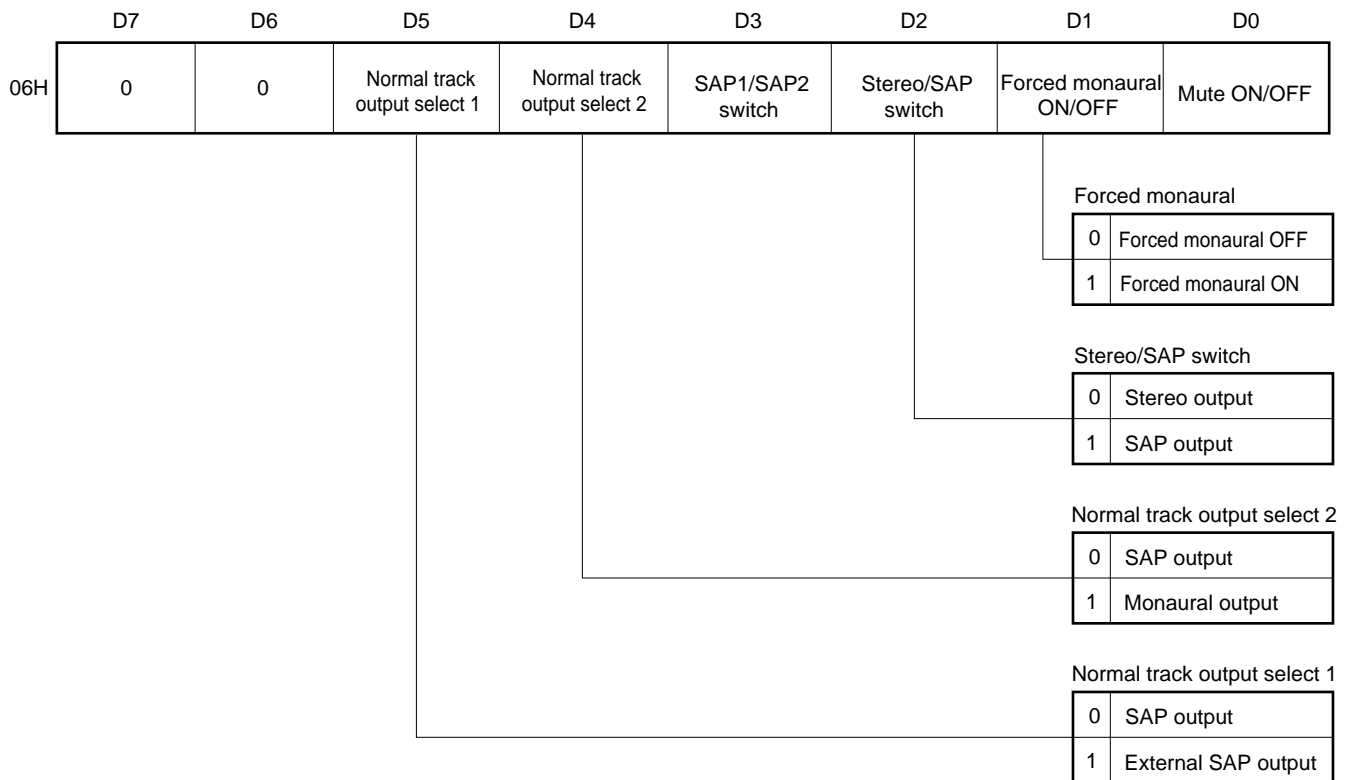 D7 D6 D5 D4 D3 D2 D1 D0
06H 0 0 Normal track output select 1 Normal track output select 2 SAP1/SAP2 switch Stereo/SAP switch Forced monaural ON/OFF Mute ON/OFF
Forced monaural
0 Forced monaural OFF
1 Forced monaural ON
Stereo/SAP switch
0 Stereo output
1 SAP output
Normal track output select 2
0 SAP output
1 Monaural output
Normal track output select 1
0 SAP output
1 External SAP output